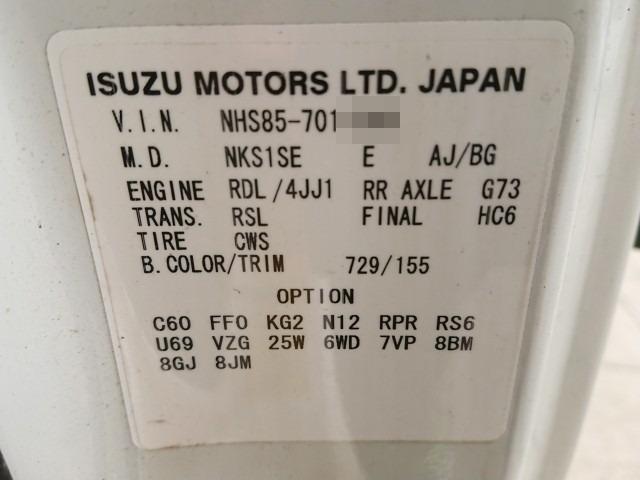 ISUZU MOTORS LTD. JAPAN
V.I.N. NHS85-701
M.D. NKS1SE E AJ/BG
ENGINE RDL/4JJ1 RR AXLE G73
TRANS. RSL FINAL HC6
TIRE CWS
B.COLOR/TRIM 729/155
OPTION
C60 FF0 KG2 N12 RPR RS6
U69 VZG 25W 6WD 7VP 8BM
8GJ 8JM